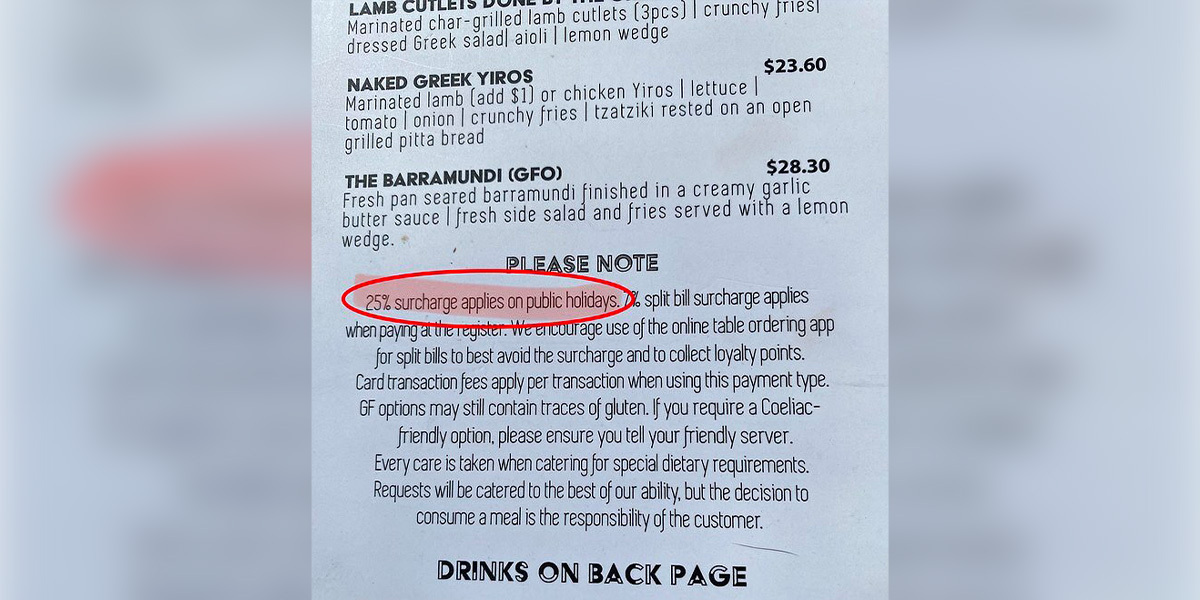 LAMB CUTLETS DONE BY THE
Marinated char-grilled lamb cutlets (3pcs) | crunchy fries|
dressed Greek salad| aioli | lemon wedge
NAKED GREEK YIROS $23.60
Marinated lamb (add $1) or chicken Yiros | lettuce |
tomato | onion | crunchy fries | tzatziki rested on an open
grilled pitta bread
THE BARRAMUNDI (GFO) $28.30
Fresh pan seared barramundi finished in a creamy garlic
butter sauce | fresh side salad and fries served with a lemon
wedge.
PLEASE NOTE
25% surcharge applies on public holidays. 7% split bill surcharge applies
when paying at the register. We encourage use of the online table ordering app
for split bills to best avoid the surcharge and to collect loyalty points.
Card transaction fees apply per transaction when using this payment type.
GF options may still contain traces of gluten. If you require a Coeliac-
friendly option, please ensure you tell your friendly server.
Every care is taken when catering for special dietary requirements.
Requests will be catered to the best of our ability, but the decision to
consume a meal is the responsibility of the customer.
DRINKS ON BACK PAGE